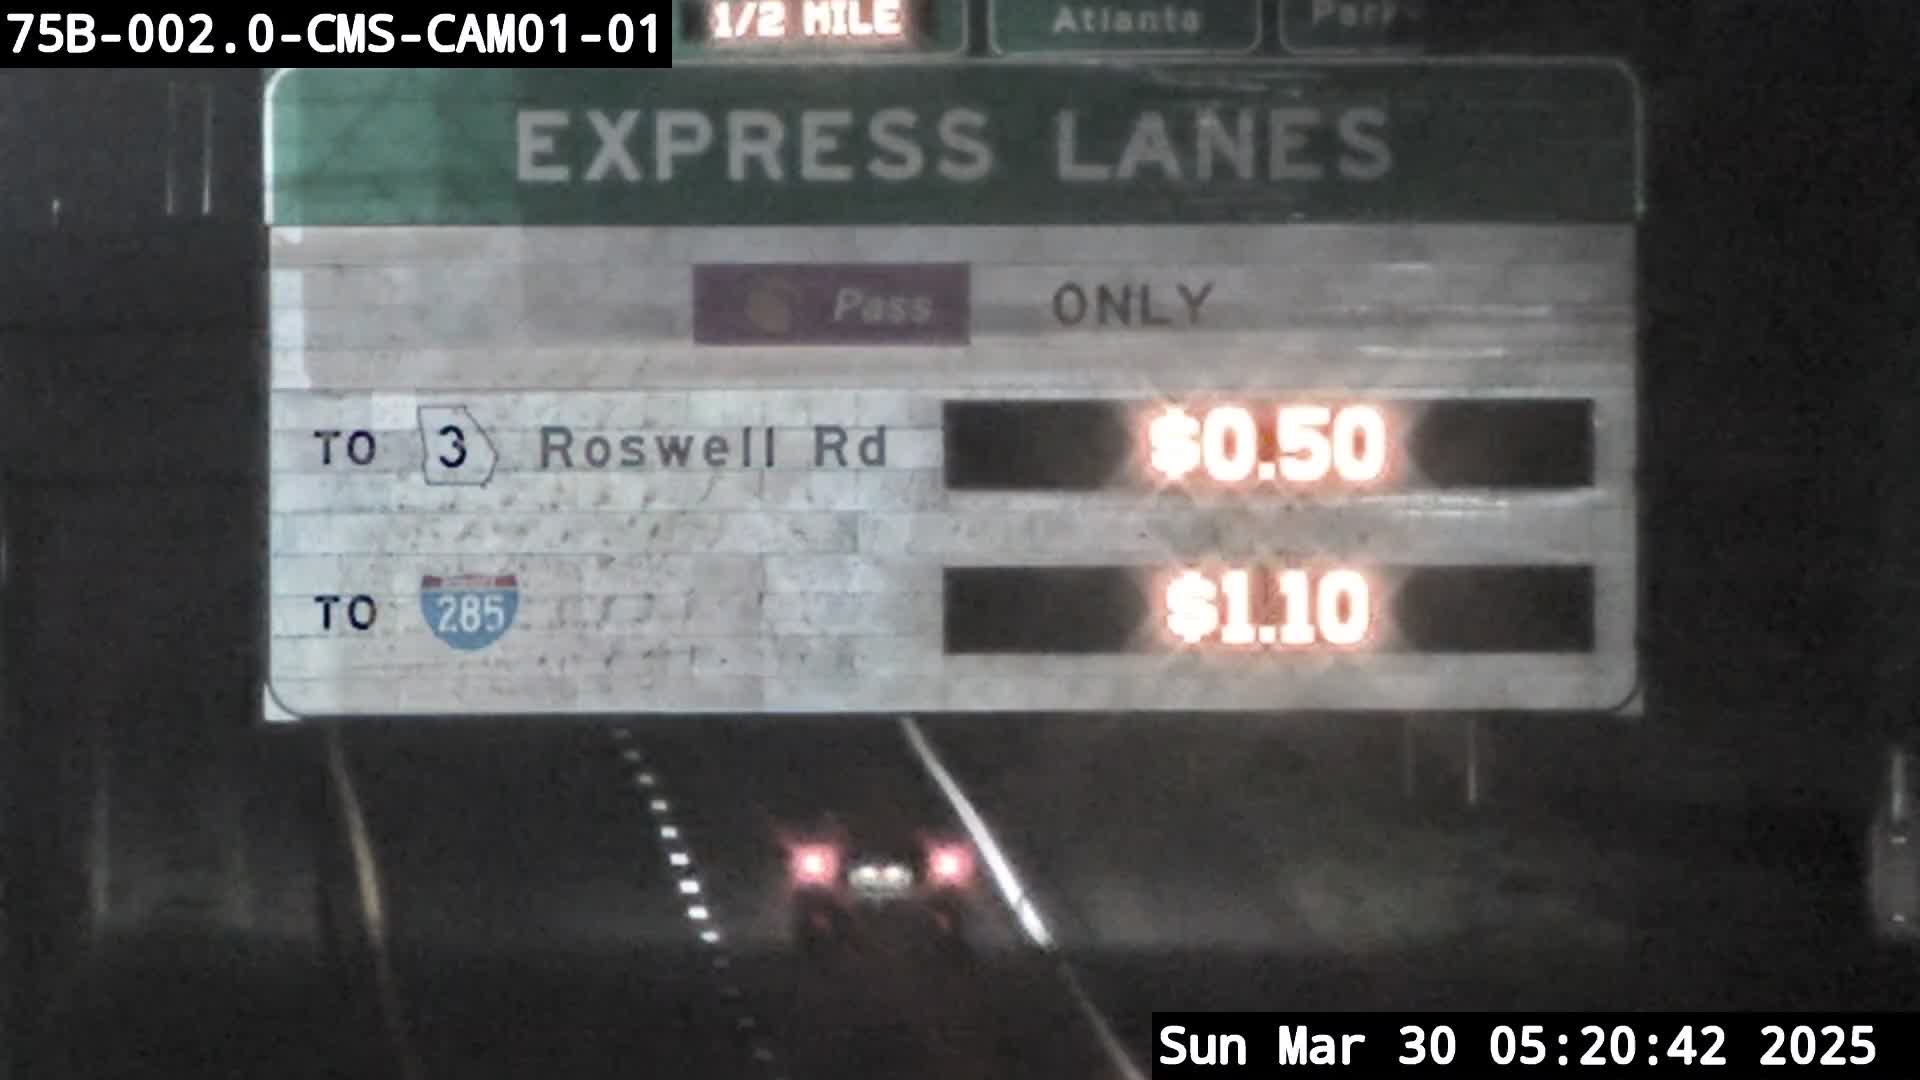 75B-002.0-CMS-CAM01-01
1/2 MILE
Atlanta
EXPRESS LANES
Pass ONLY
TO 3 Roswell Rd $0.50
TO 285 $1.10
Sun Mar 30 05:20:42 2025